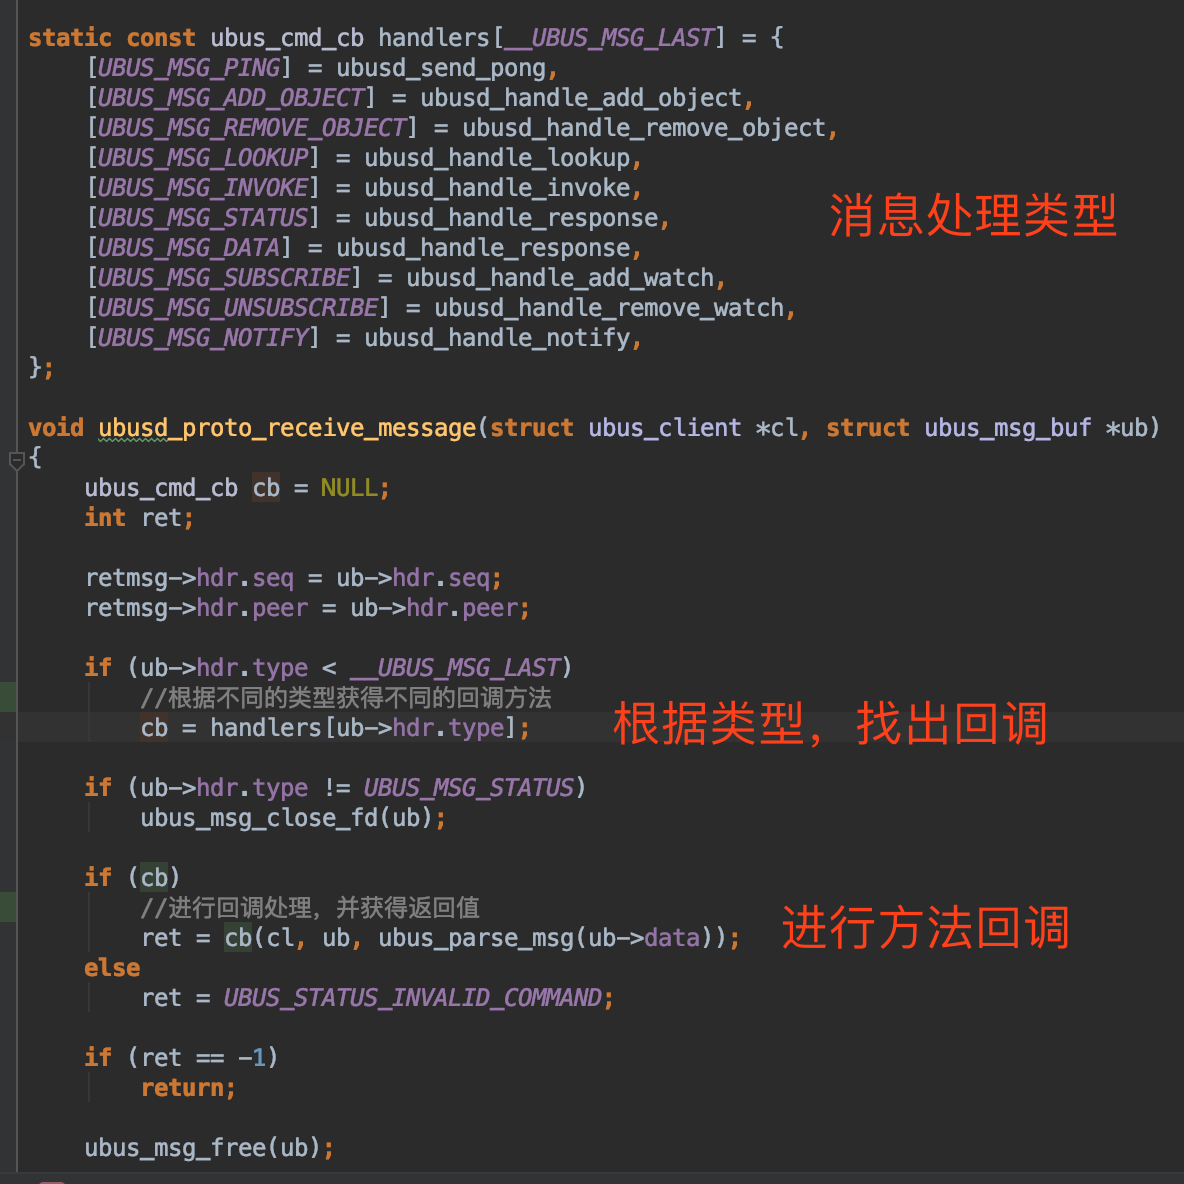 static const ubus_cmd_cb handlers[__UBUS_MSG_LAST] = {
    [UBUS_MSG_PING] = ubusd_send_pong,
    [UBUS_MSG_ADD_OBJECT] = ubusd_handle_add_object,
    [UBUS_MSG_REMOVE_OBJECT] = ubusd_handle_remove_object,
    [UBUS_MSG_LOOKUP] = ubusd_handle_lookup,
    [UBUS_MSG_INVOKE] = ubusd_handle_invoke,
消息处理类型
    [UBUS_MSG_STATUS] = ubusd_handle_response,
    [UBUS_MSG_DATA] = ubusd_handle_response,
    [UBUS_MSG_SUBSCRIBE] = ubusd_handle_add_watch,
    [UBUS_MSG_UNSUBSCRIBE] = ubusd_handle_remove_watch,
    [UBUS_MSG_NOTIFY] = ubusd_handle_notify,
};
void ubusd_proto_receive_message(struct ubus_client *cl, struct ubus_msg_buf *ub)
{
    ubus_cmd_cb cb = NULL;
    int ret;
    retmsg->hdr.seq = ub->hdr.seq;
    retmsg->hdr.peer = ub->hdr.peer;
    if (ub->hdr.type < __UBUS_MSG_LAST)
        //根据不同的类型获得不同的回调方法
        cb = handlers[ub->hdr.type];
根据类型，找出回调
    if (ub->hdr.type != UBUS_MSG_STATUS)
        ubus_msg_close_fd(ub);
    if (cb)
        //进行回调处理，并获得返回值
        ret = cb(cl, ub, ubus_parse_msg(ub->data));
进行方法回调
    else
        ret = UBUS_STATUS_INVALID_COMMAND;
    if (ret == -1)
        return;
    ubus_msg_free(ub);